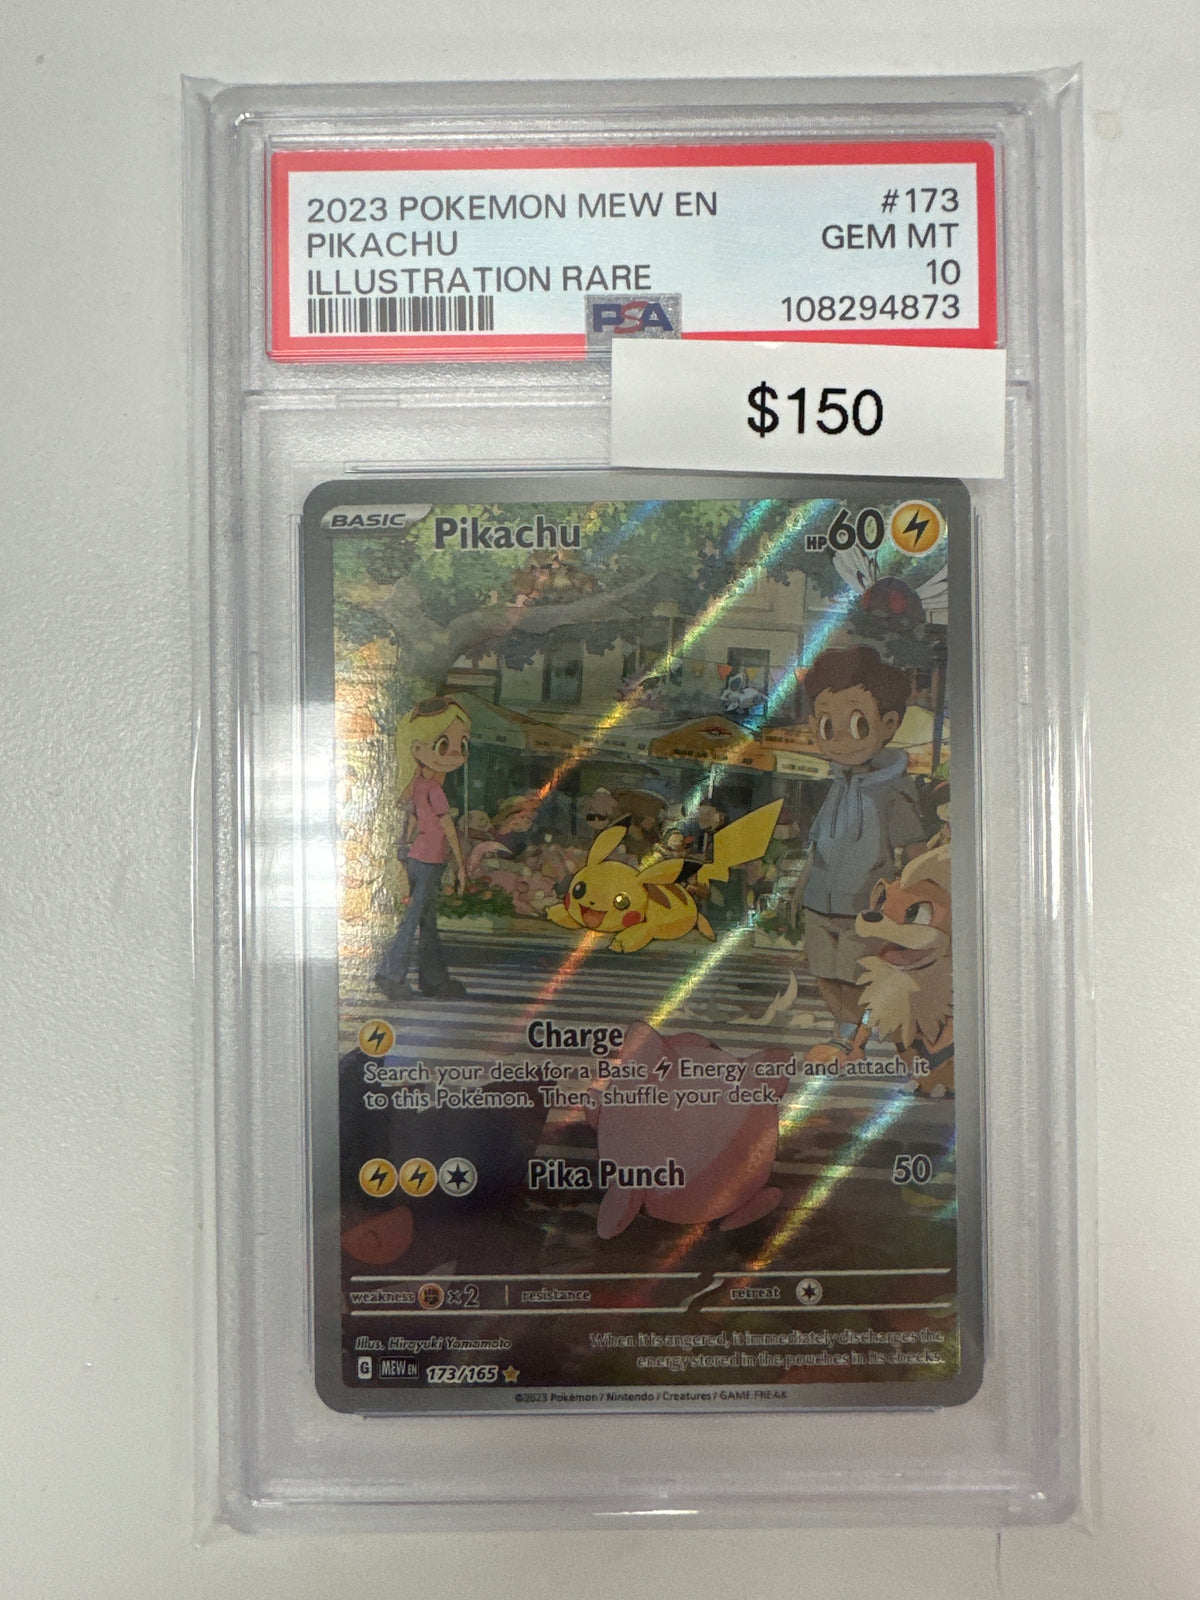 2023 POKEMON MEW EN #173
PIKACHU GEM MT
ILLUSTRATION RARE 10
PSA 108294873
$150
BASIC Pikachu HP 60
Charge
Search your deck for a Basic Energy card and attach it
to this Pokémon. Then, shuffle your deck.
Pika Punch 50
weakness ×2 resistance retreat
Illus. Hiroyuki Yamamoto
When it is angered, it immediately discharges the
energy stored in the pouches in its cheeks.
G MEW EN 173/165
©2023 Pokémon / Nintendo / Creatures / GAME FREAK